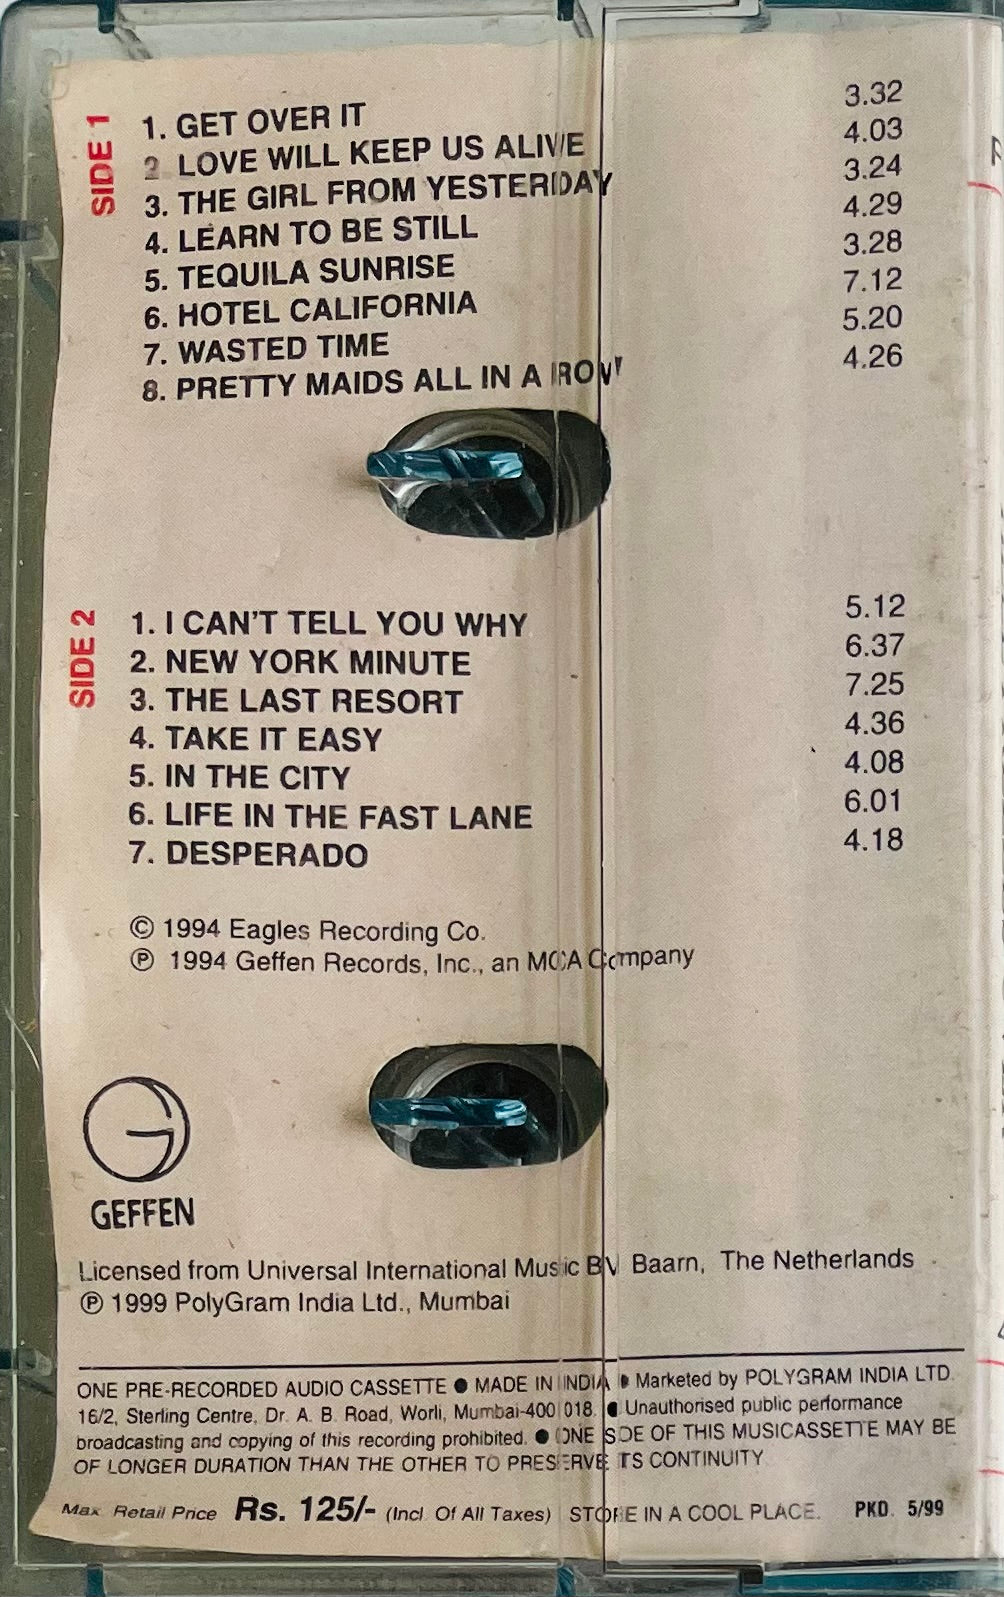 SIDE 1
1. GET OVER IT 3.32
2 LOVE WILL KEEP US ALIVE 4.03
3. THE GIRL FROM YESTERDAY 3.24
4. LEARN TO BE STILL 4.29
5. TEQUILA SUNRISE 3.28
6. HOTEL CALIFORNIA 7.12
7. WASTED TIME 5.20
8. PRETTY MAIDS ALL IN A ROW 4.26
SIDE 2
1. I CAN'T TELL YOU WHY 5.12
2. NEW YORK MINUTE 6.37
3. THE LAST RESORT 7.25
4. TAKE IT EASY 4.36
5. IN THE CITY 4.08
6. LIFE IN THE FAST LANE 6.01
7. DESPERADO 4.18
© 1994 Eagles Recording Co.
℗ 1994 Geffen Records, Inc., an MCA Company
GEFFEN
Licensed from Universal International Music BV Baarn, The Netherlands
℗ 1999 PolyGram India Ltd., Mumbai
ONE PRE-RECORDED AUDIO CASSETTE ● MADE IN INDIA ● Marketed by POLYGRAM INDIA LTD.
16/2, Sterling Centre, Dr. A. B. Road, Worli, Mumbai-400 018. ● Unauthorised public performance
broadcasting and copying of this recording prohibited. ● ONE SIDE OF THIS MUSICASSETTE MAY BE
OF LONGER DURATION THAN THE OTHER TO PRESERVE ITS CONTINUITY
Max Retail Price Rs. 125/- (Incl. Of All Taxes) STORE IN A COOL PLACE. PKD. 5/99